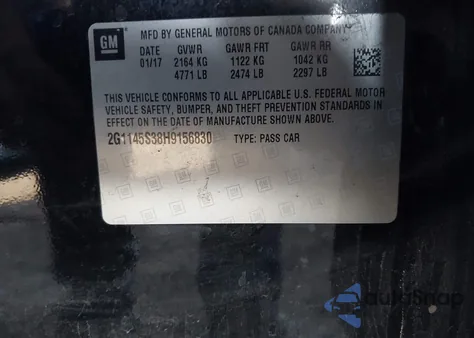 GM
MFD BY GENERAL MOTORS OF CANADA COMPANY
DATE GVWR GAWR FRT GAWR RR
01/17 2164 KG 1122 KG 1042 KG
4771 LB 2474 LB 2297 LB
THIS VEHICLE CONFORMS TO ALL APPLICABLE U.S. FEDERAL MOTOR
VEHICLE SAFETY, BUMPER, AND THEFT PREVENTION STANDARDS IN
EFFECT ON THE DATE OF MANUFACTURE SHOWN ABOVE.
2G1145S38H9156830 TYPE: PASS CAR
AutoSnap